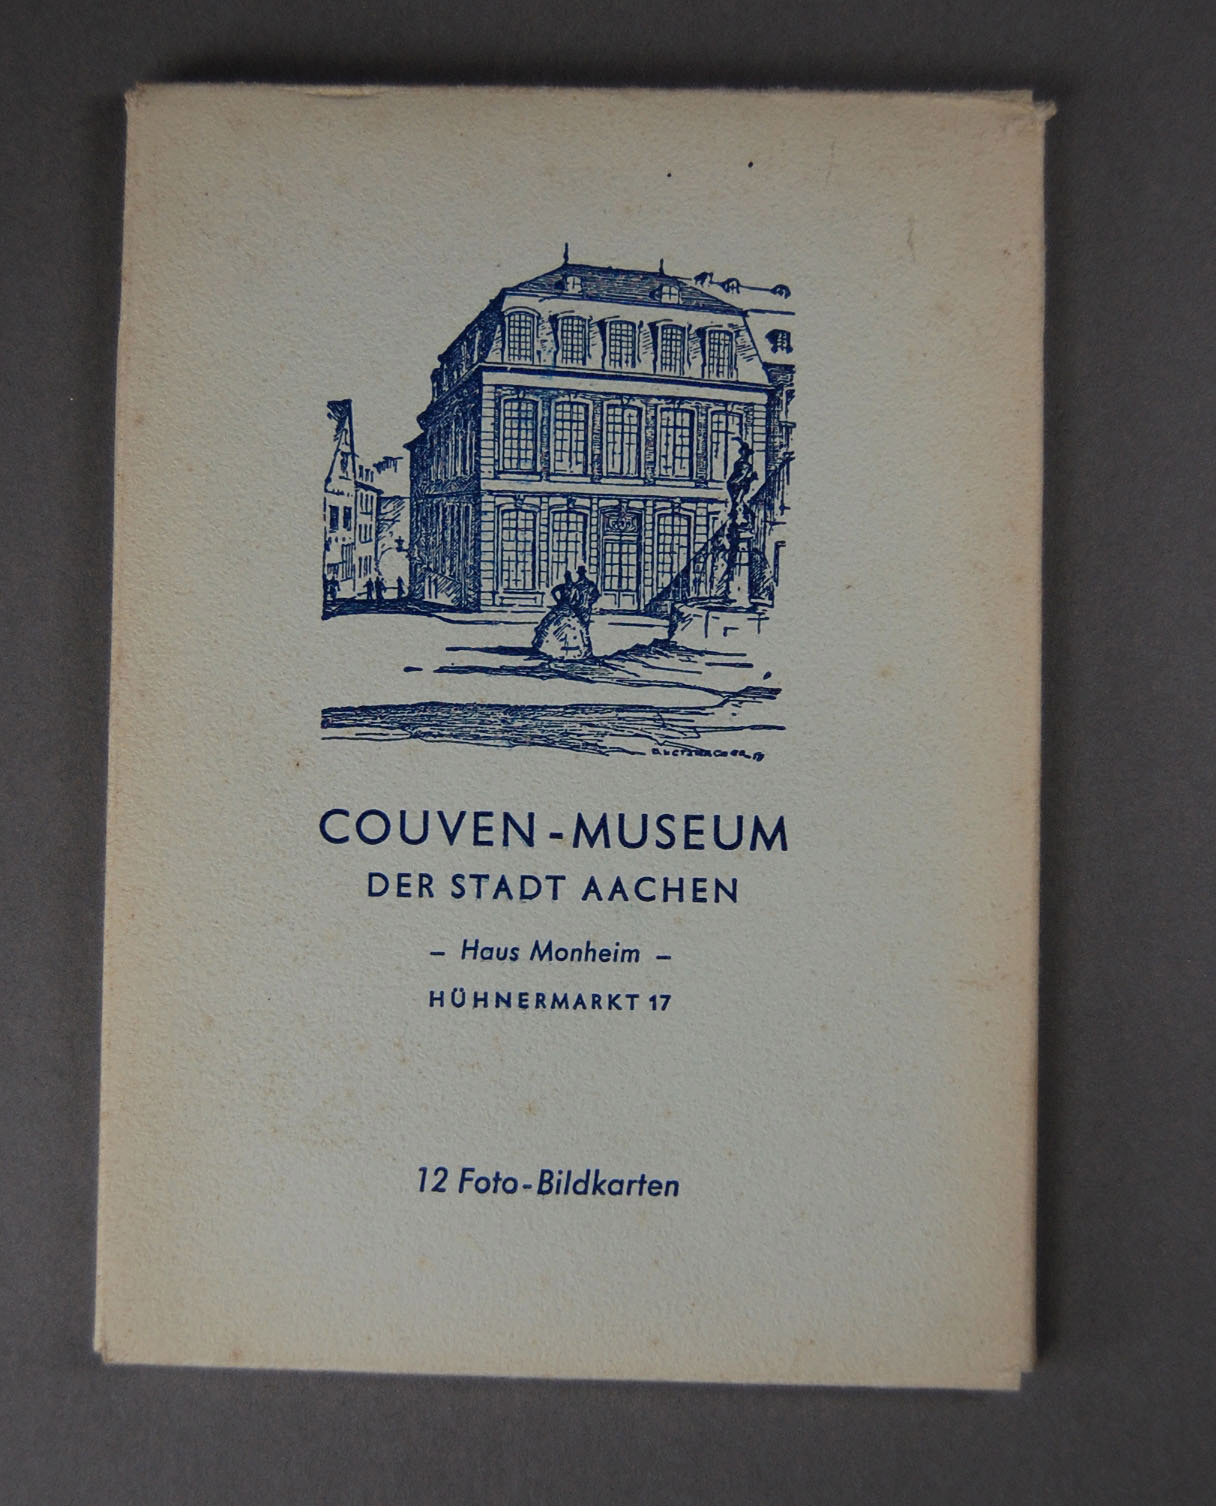 COUVEN-MUSEUM
DER STADT AACHEN
– Haus Monheim –
HÜHNERMARKT 17
12 Foto-Bildkarten